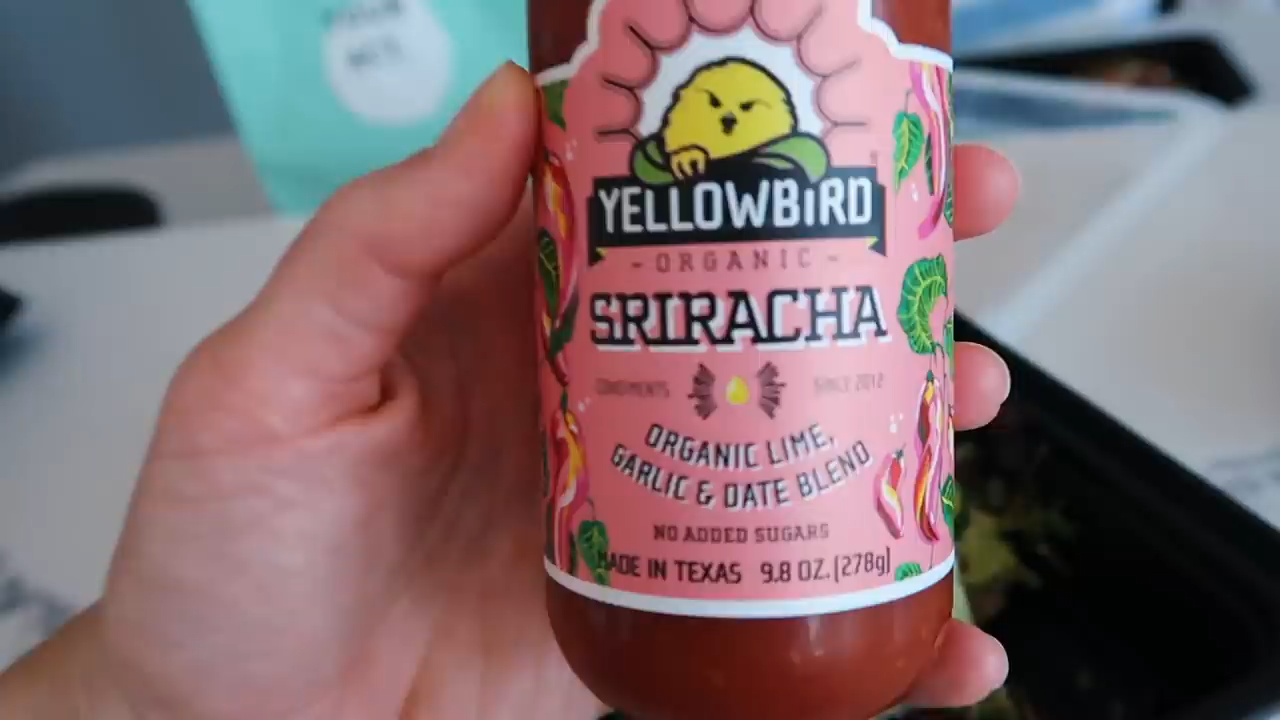 YELLOWBiRD
- ORGANIC -
SRIRACHA
CONDIMENTS SINCE 2012
ORGANIC LIME,
GARLIC & DATE BLEND
NO ADDED SUGARS
MADE IN TEXAS 9.8 OZ. (278g)